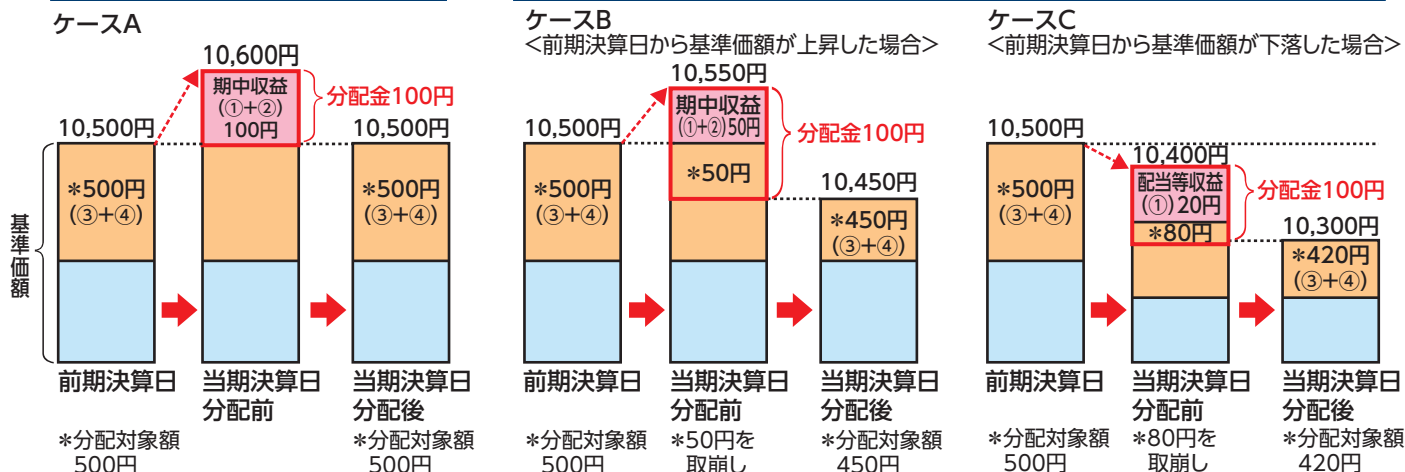 ケースA
10,600円
期中収益
(①+②)
100円
分配金100円
10,500円
10,500円
*500円
(③+④)
*500円
(③+④)
基準価額
前期決算日
当期決算日
分配前
当期決算日
分配後
*分配対象額
500円
*分配対象額
500円
ケースB
<前期決算日から基準価額が上昇した場合>
10,550円
期中収益
(①+②)50円
分配金100円
10,500円
*500円
(③+④)
*50円
10,450円
*450円
(③+④)
前期決算日
当期決算日
分配前
当期決算日
分配後
*分配対象額
500円
*50円を
取崩し
*分配対象額
450円
ケースC
<前期決算日から基準価額が下落した場合>
10,500円
10,400円
配当等収益
(①)20円
分配金100円
*500円
(③+④)
*80円
10,300円
*420円
(③+④)
前期決算日
当期決算日
分配前
当期決算日
分配後
*分配対象額
500円
*80円を
取崩し
*分配対象額
420円